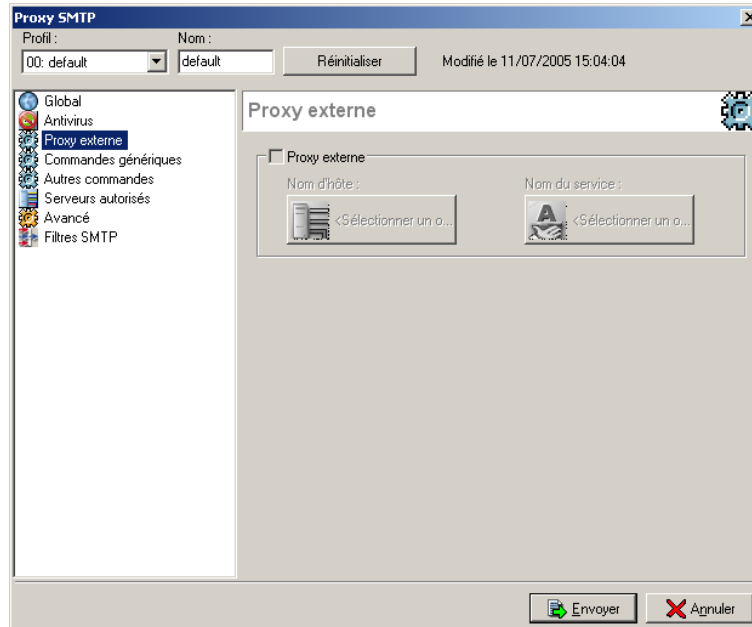 Proxy SMTP
Profil :
Nom :
00: default
default
Réinitialiser
Modifié le 11/07/2005 15:04:04
Global
Antivirus
Proxy externe
Commandes génériques
Autres commandes
Serveurs autorisés
Avancé
Filtres SMTP
Proxy externe
Proxy externe
Nom d'hôte :
Nom du service :
<Sélectionner un o...
<Sélectionner un o...
Envoyer
Annuler